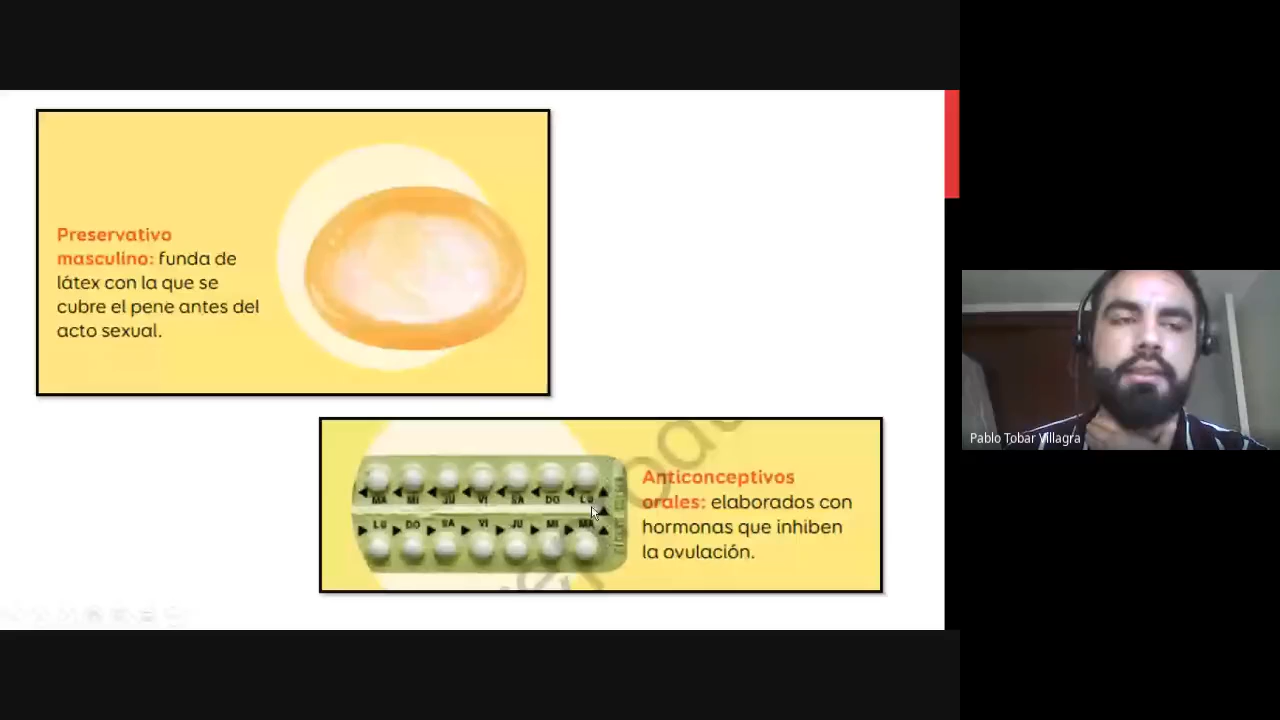 Preservativo
masculino: funda de
látex con la que se
cubre el pene antes del
acto sexual.
MA MI JU VI SA DO LU
LU DO SA VI JU MI MA
Anticonceptivos
orales: elaborados con
hormonas que inhiben
la ovulación.
Pablo Tobar Villagra